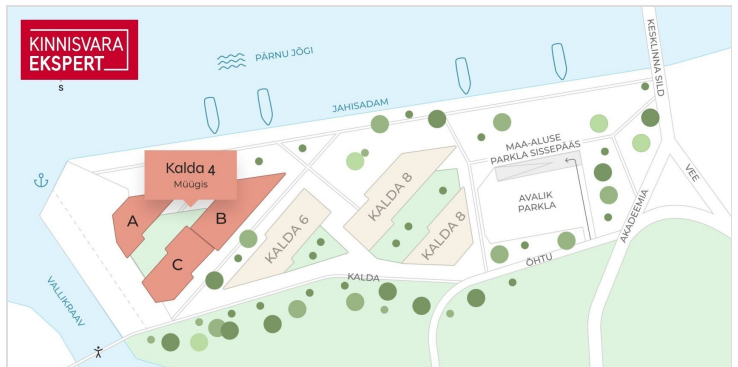 KINNISVARA
EKSPERT
S
PÄRNU JÕGI
JAHISADAM
KESKLINNA SILD
MAA-ALUSE
PARKLA SISSEPÄÄS
Kalda 4
Müügis
A
B
C
KALDA 6
KALDA 8
KALDA 8
AVALIK
PARKLA
AKADEEMIA
VEE
ÕHTU
KALDA
VALLIKRAAV